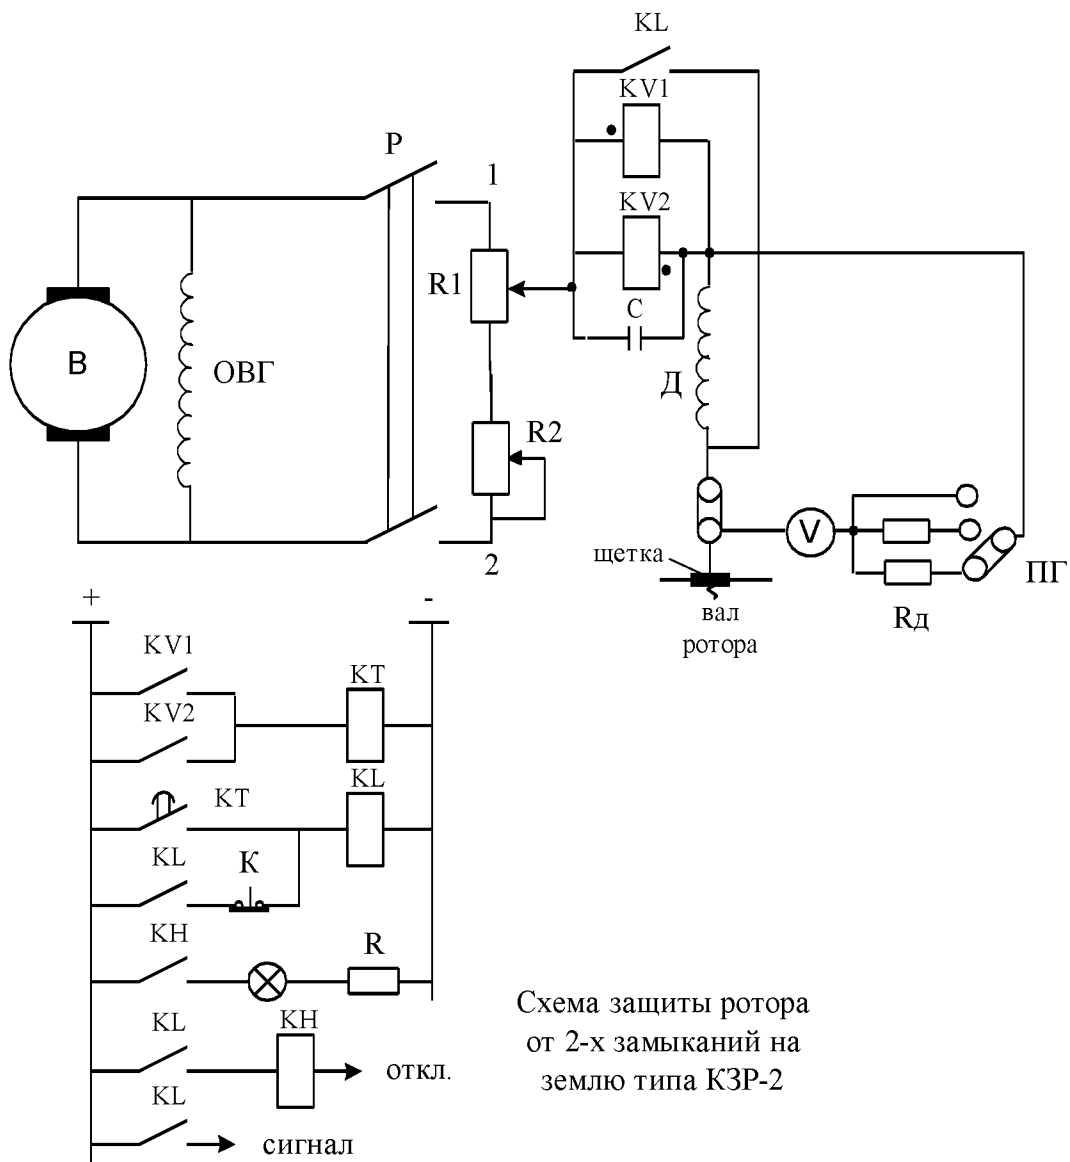 KL
KV1
P
1
KV2
R1
C
В
ОВГ
Д
R2
V
щетка
2
ПГ
Rд
вал
ротора
+
-
KV1
KT
KV2
KL
KT
KL
К
KH
R
Схема защиты ротора
от 2-х замыканий на
землю типа КЗР-2
KL
KH
откл.
KL
сигнал